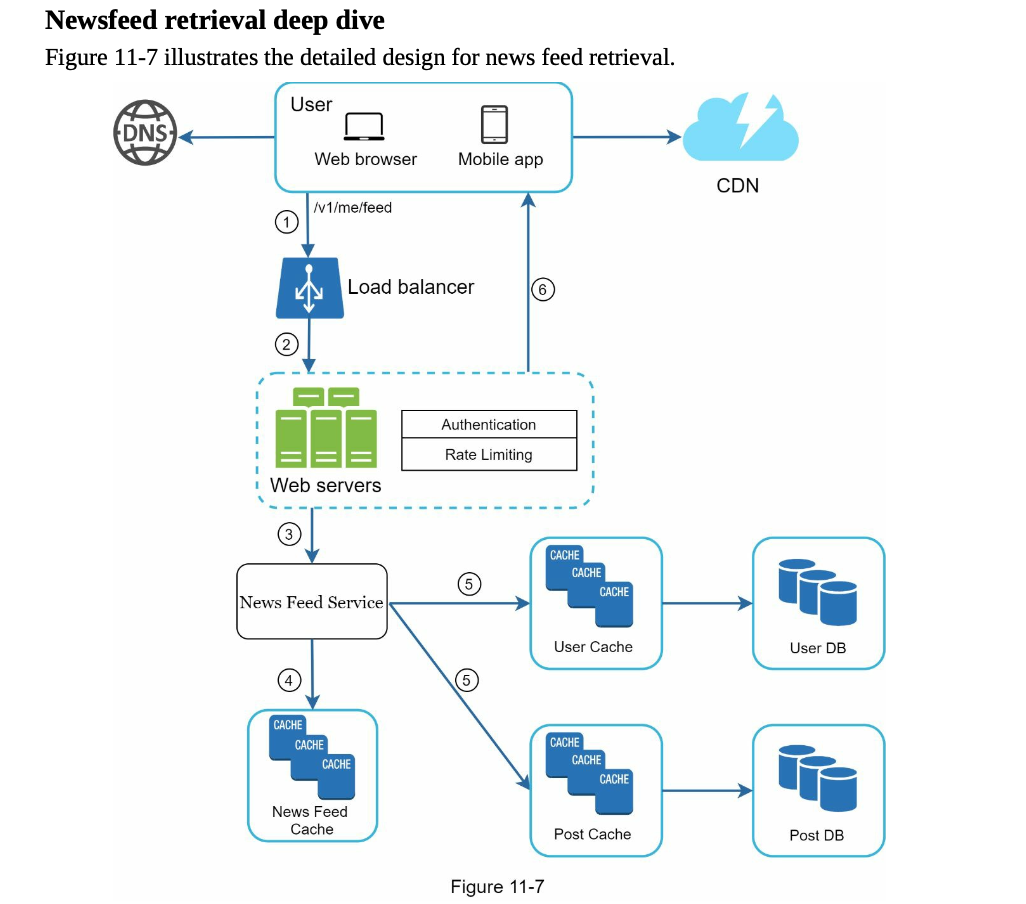 Newsfeed retrieval deep dive
Figure 11-7 illustrates the detailed design for news feed retrieval.
User
DNS
Web browser
Mobile app
CDN
/v1/me/feed
1
Load balancer
6
2
Authentication
Rate Limiting
Web servers
3
CACHE
CACHE
CACHE
5
News Feed Service
User Cache
User DB
4
5
CACHE
CACHE
CACHE
News Feed
Cache
CACHE
CACHE
CACHE
Post Cache
Post DB
Figure 11-7